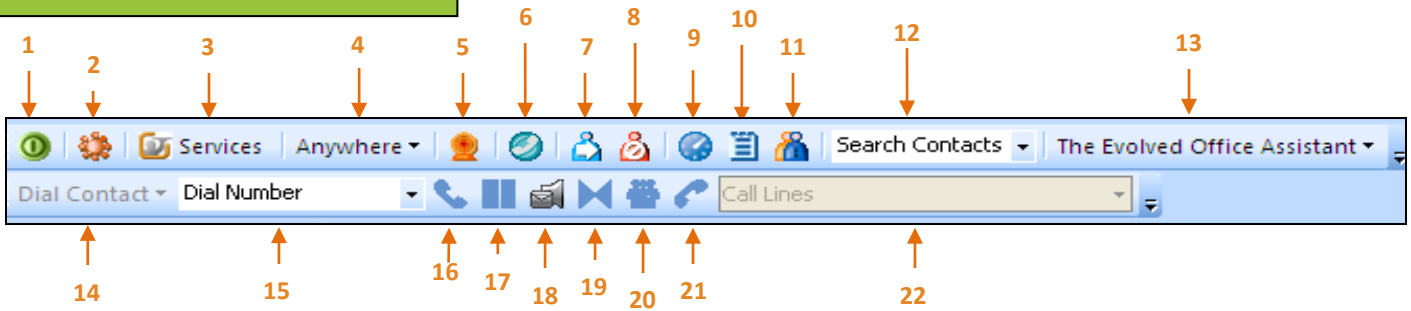 6 8 10
1 3 4 5 7 9 11 12 13
2
Services Anywhere Search Contacts The Evolved Office Assistant
Dial Contact Dial Number Call Lines
16 17
14 15 18 19 20 21 22